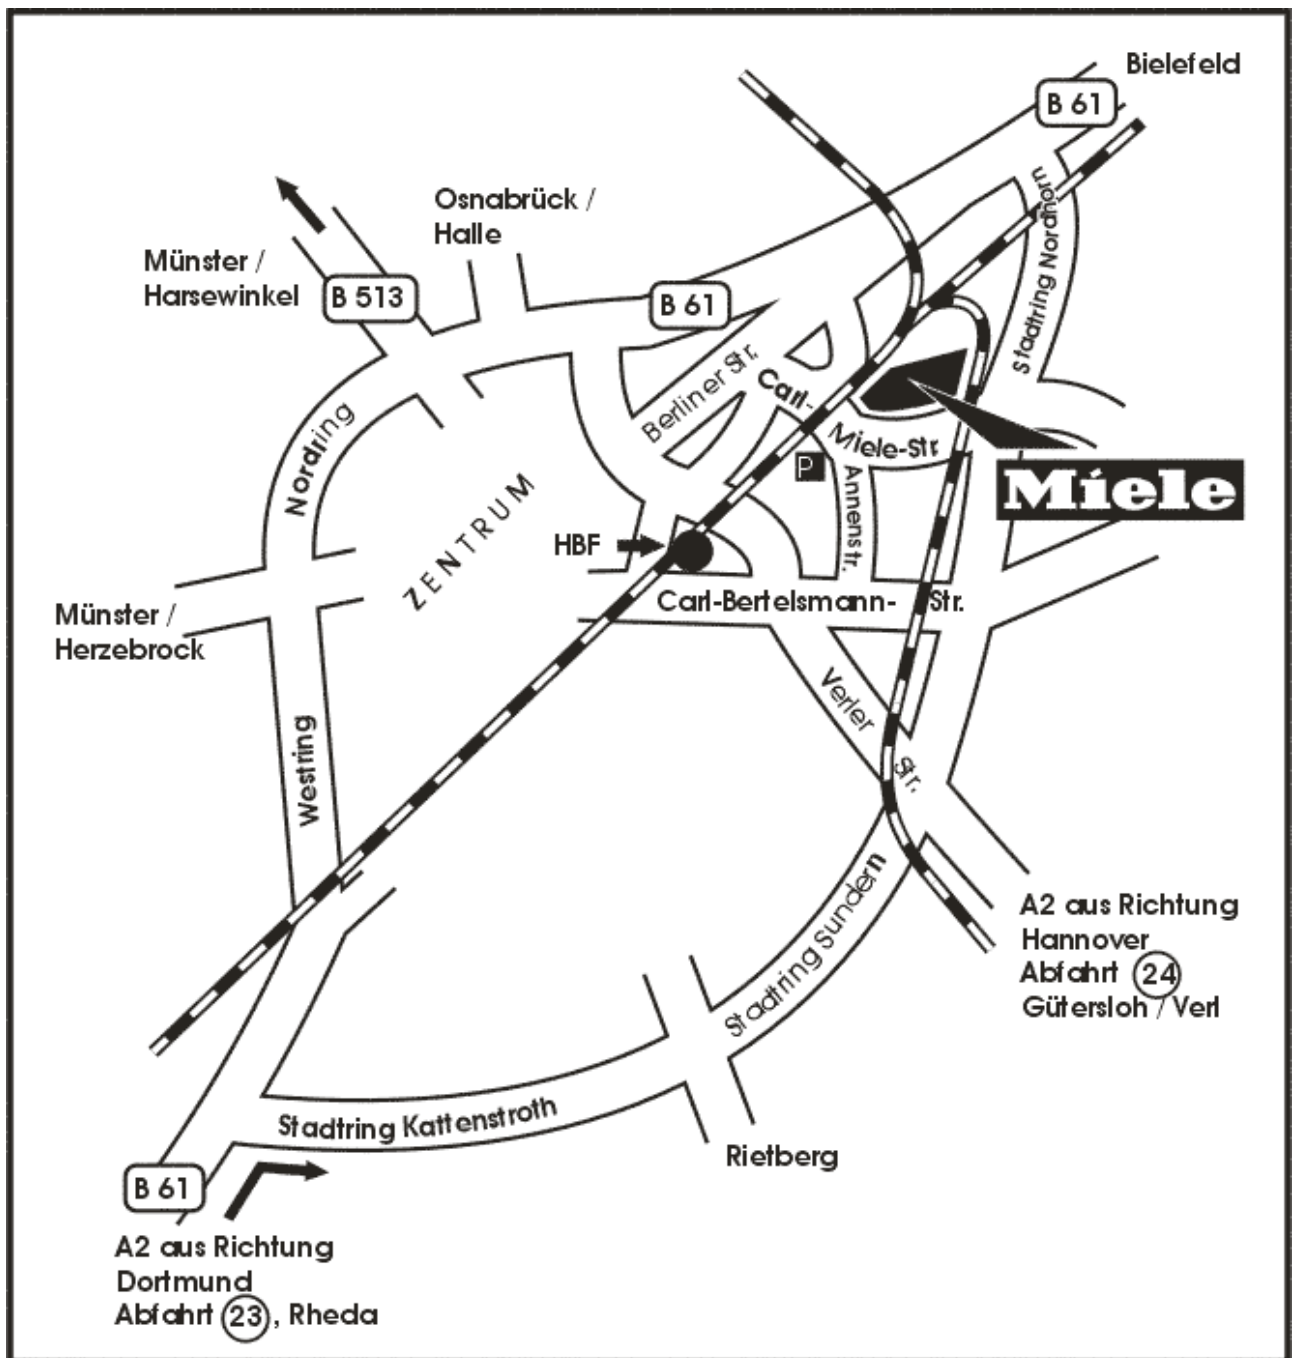 Bielefeld
B 61
Osnabrück /
Halle
Münster /
Harsewinkel
B 513
B 61
Stadtring Nordhorn
Berliner Str.
Carl-
Miele-Str
Nordring
P
Annenstr.
Miele
ZENTRUM
HBF
Carl-Bertelsmann- Str.
Münster /
Herzebrock
Verler
Str.
Westring
Stadtring Sundern
A2 aus Richtung
Hannover
Abfahrt 24
Gütersloh / Verl
Stadtring Kattenstroth
Rietberg
B 61
A2 aus Richtung
Dortmund
Abfahrt 23, Rheda